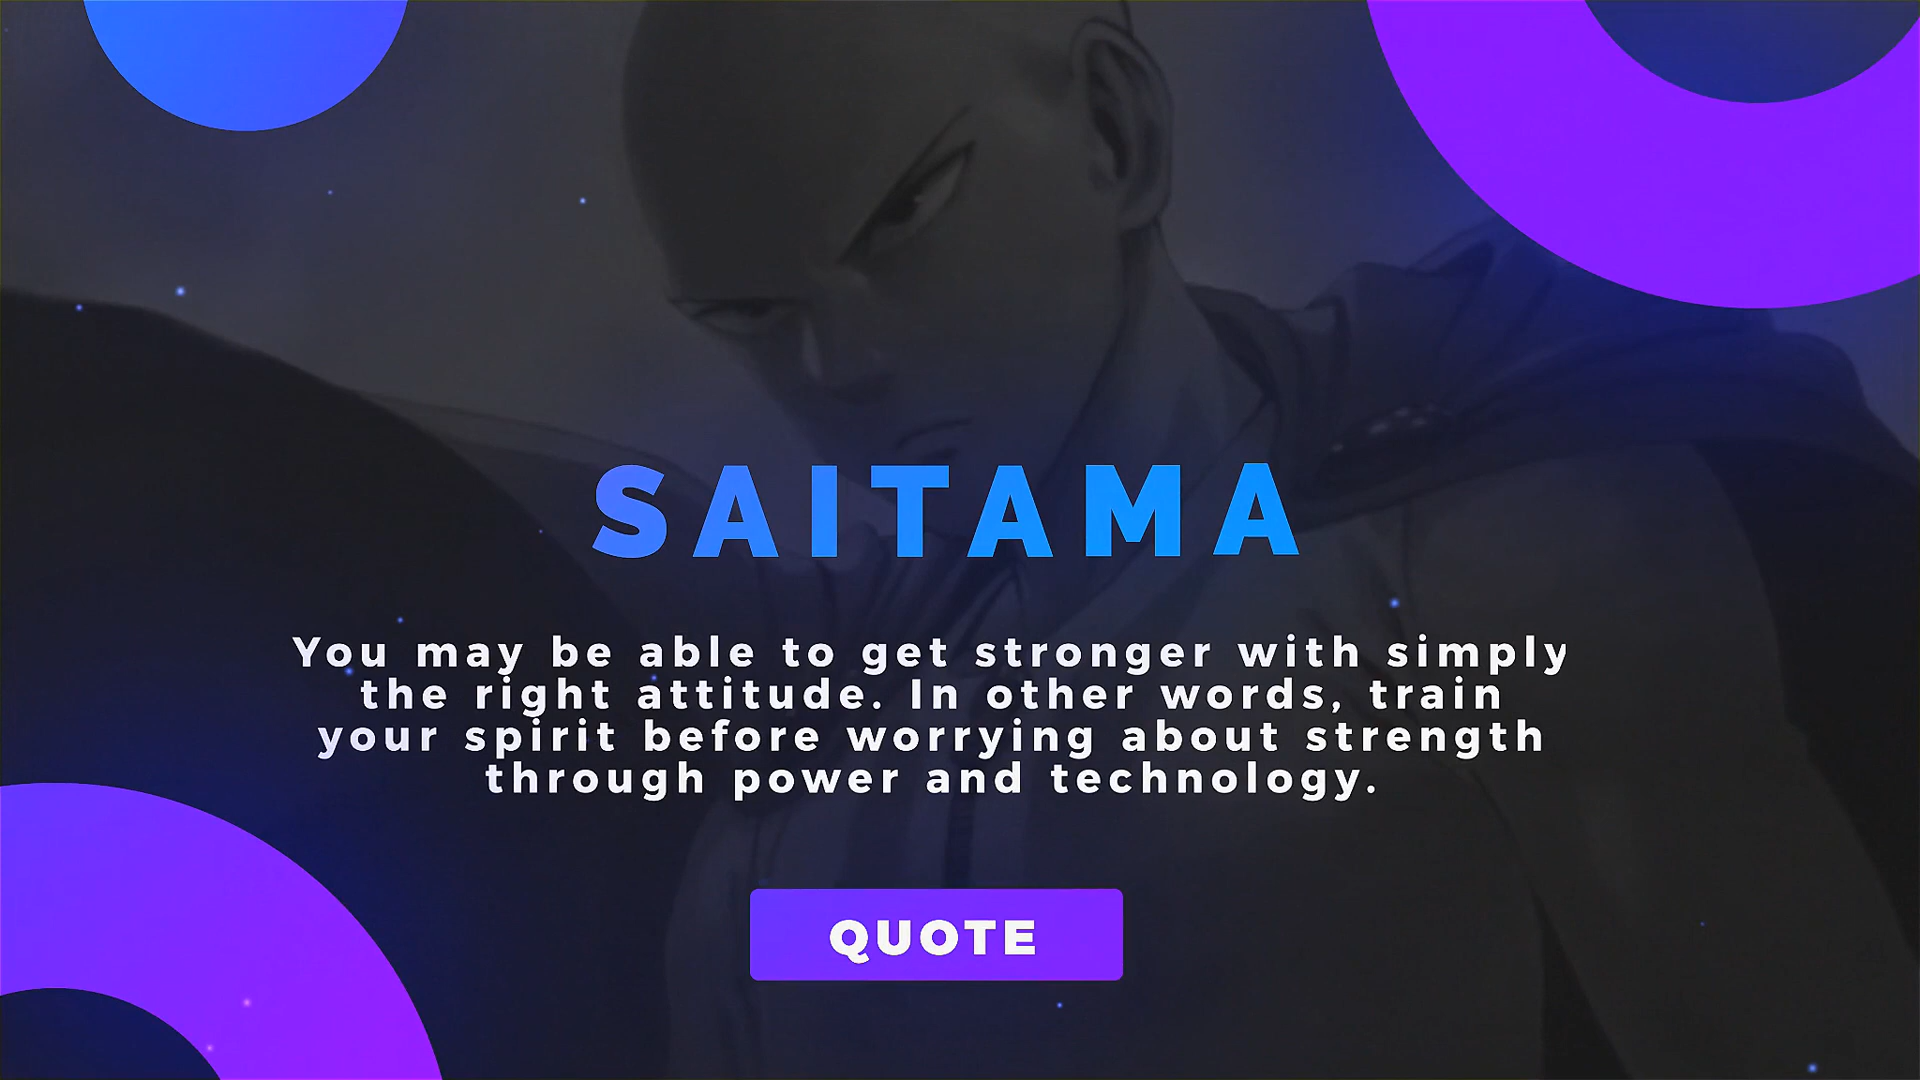 SAITAMA
You may be able to get stronger with simply
the right attitude. In other words, train
your spirit before worrying about strength
through power and technology.
QUOTE